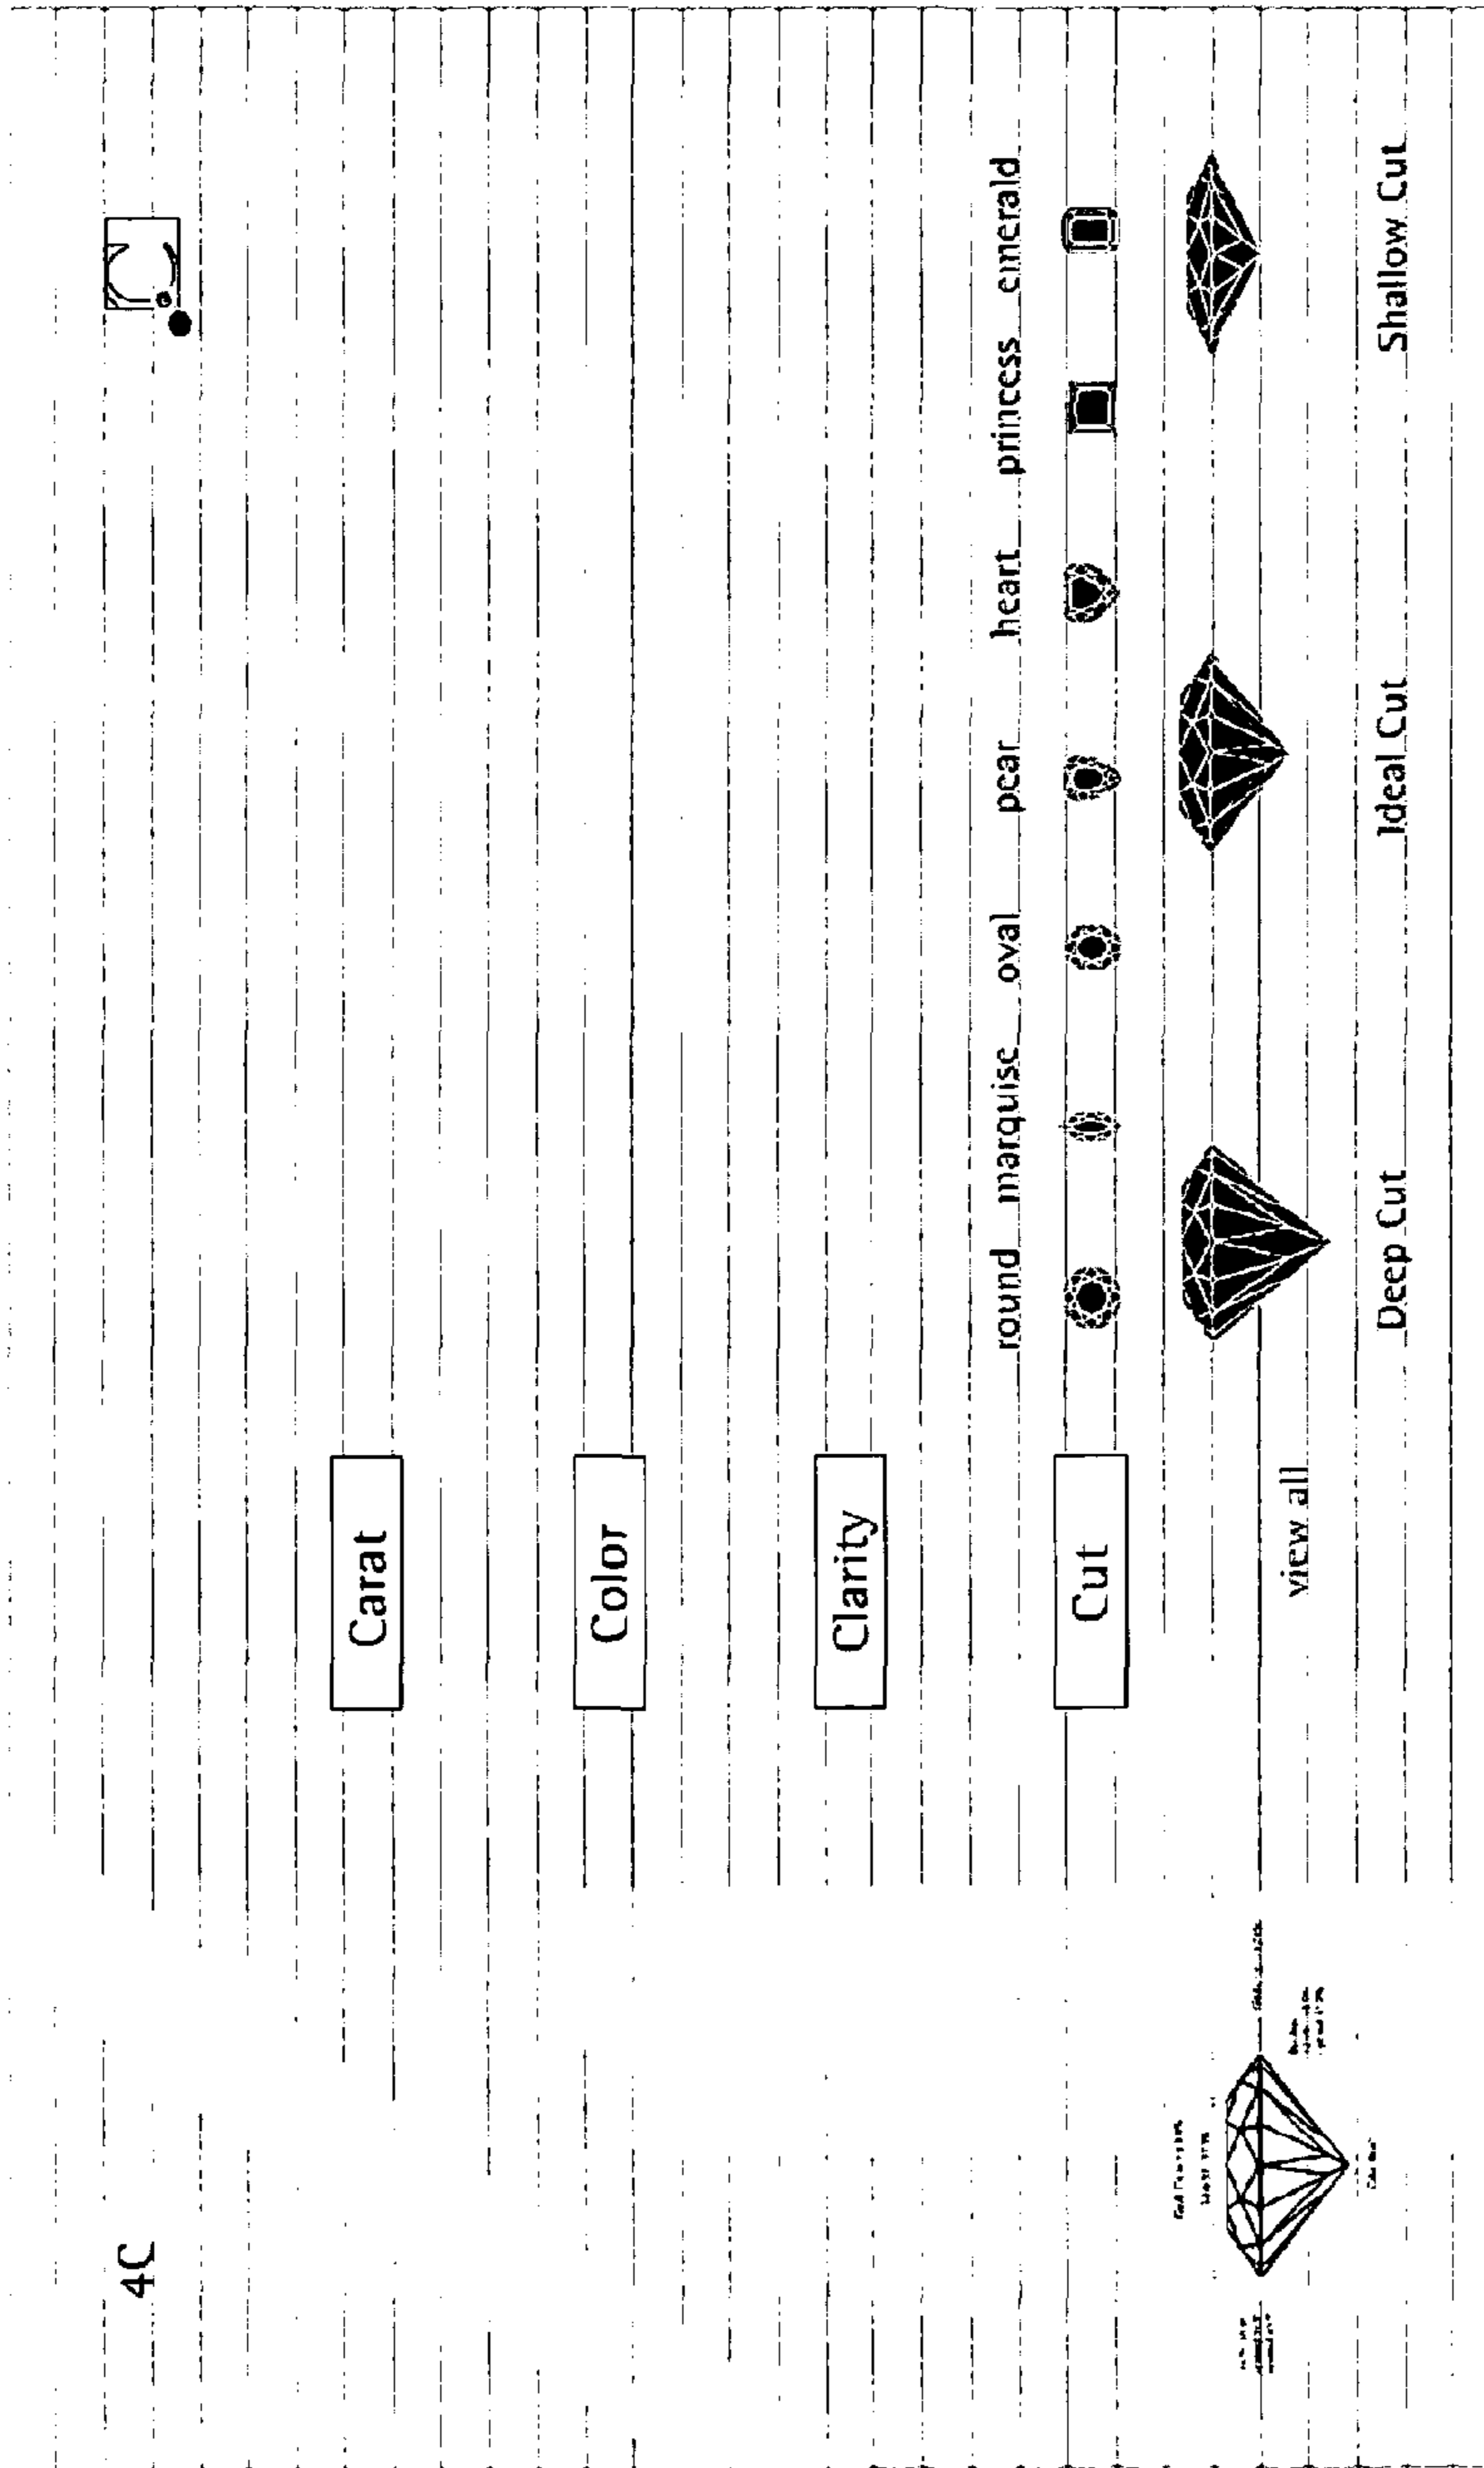 4C
Carat
Color
Clarity
round marquise oval pear heart princess emerald
Cut
view all
Deep Cut Ideal Cut Shallow Cut